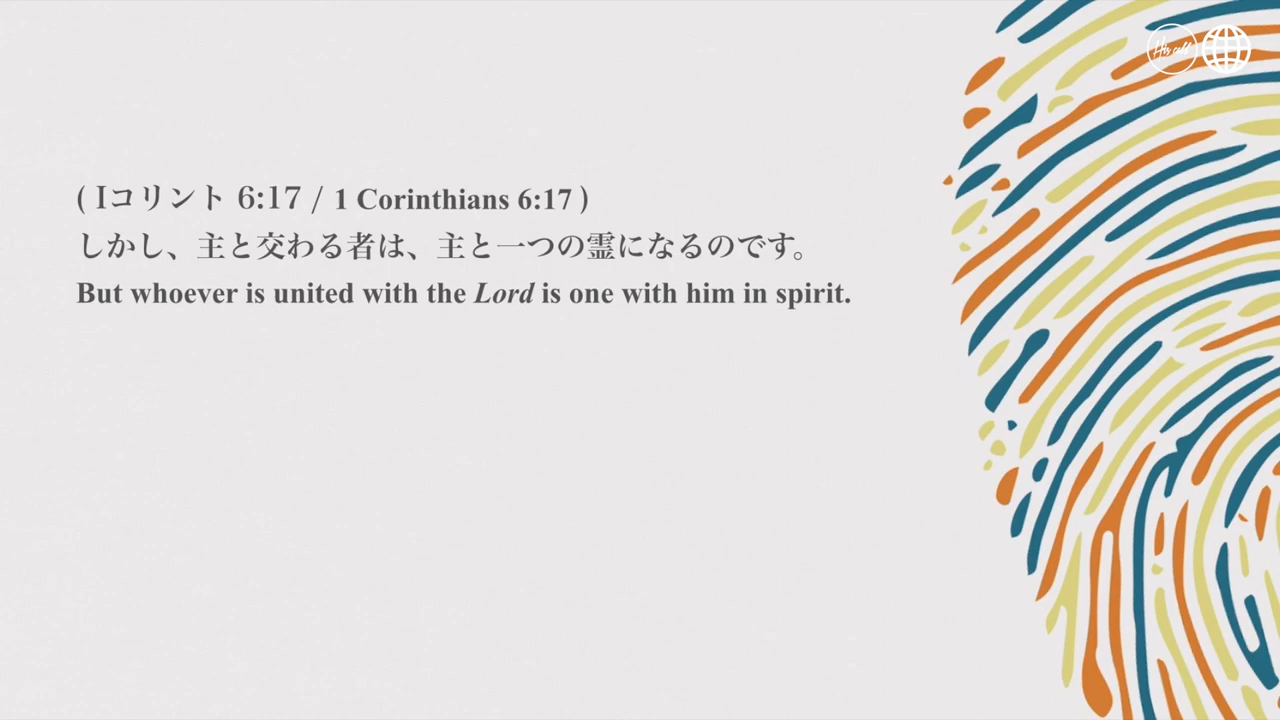 His call
( Iコリント 6:17 / 1 Corinthians 6:17 )
しかし、主と交わる者は、主と一つの霊になるのです。
But whoever is united with the Lord is one with him in spirit.